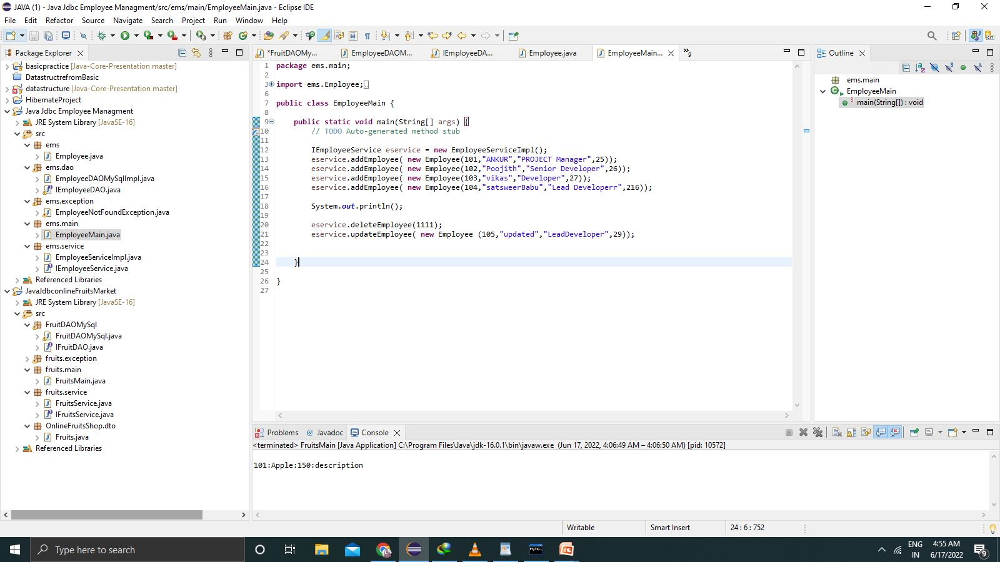 JAVA (1) - Java Jdbc Employee Managment/src/ems/main/EmployeeMain.java - Eclipse IDE
File Edit Refactor Source Navigate Search Project Run Window Help
Package Explorer
basicpractice [Java-Core-Presentation master]
DatastructrefromBasic
datastructure [Java-Core-Presentation master]
HibernateProject
Java Jdbc Employee Managment
JRE System Library [JavaSE-16]
src
ems
Employee.java
ems.dao
EmployeeDAOMySqlImpl.java
IEmployeeDAO.java
ems.exception
EmployeeNotFoundException.java
ems.main
EmployeeMain.java
ems.service
EmployeeServiceImpl.java
IEmployeeService.java
Referenced Libraries
JavaJdbconlineFruitsMarket
JRE System Library [JavaSE-16]
src
FruitDAOMySql
FruitDAOMySql.java
IFruitDAO.java
fruits.exception
fruits.main
FruitsMain.java
fruits.service
FruitsService.java
IFruitsService.java
OnlineFruitsShop.dto
Fruits.java
Referenced Libraries
*FruitDAOMy... EmployeeDAOM... IEmployeeDA... Employee.java EmployeeMain... »9
1 package ems.main;
2
3 import ems.Employee;
6
7 public class EmployeeMain {
8
9 public static void main(String[] args) {
10 // TODO Auto-generated method stub
11
12 IEmployeeService eservice = new EmployeeServiceImpl();
13 eservice.addEmployee( new Employee(101,"ANKUR","PROJECT Manager",25));
14 eservice.addEmployee( new Employee(102,"Poojith","Senior Developer",26));
15 eservice.addEmployee( new Employee(103,"vikas","Developer",27));
16 eservice.addEmployee( new Employee(104,"satsweerBabu","Lead Developerr",216));
17
18 System.out.println();
19
20 eservice.deleteEmployee(1111);
21 eservice.updateEmployee( new Employee (105,"updated","LeadDeveloper",29));
22
23
24 }
25
26 }
27
Outline
ems.main
EmployeeMain
main(String[]) : void
Problems Javadoc Console
<terminated> FruitsMain [Java Application] C:\Program Files\Java\jdk-16.0.1\bin\javaw.exe (Jun 17, 2022, 4:06:49 AM – 4:06:50 AM) [pid: 10572]
101:Apple:150:description
Writable Smart Insert 24 : 6 : 752
Type here to search
ENG
IN
4:55 AM
6/17/2022
9